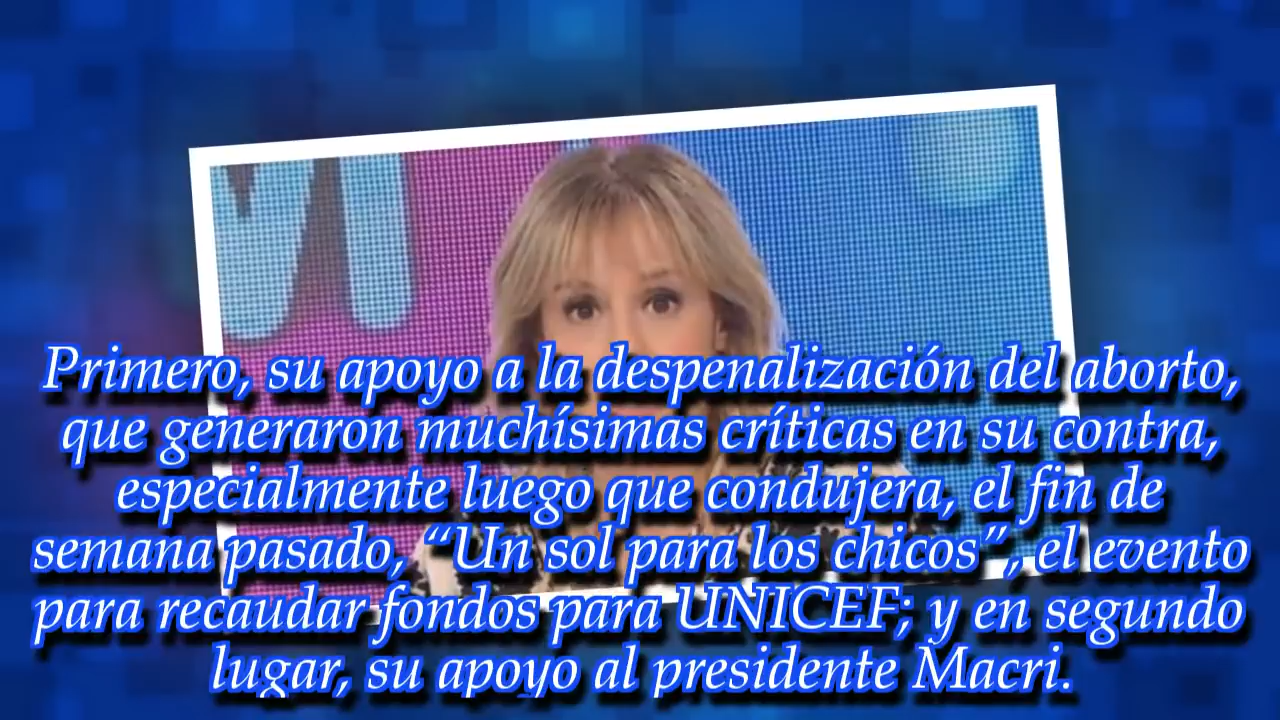 Primero, su apoyo a la despenalización del aborto,
que generaron muchísimas críticas en su contra,
especialmente luego que condujera, el fin de
semana pasado, “Un sol para los chicos”, el evento
para recaudar fondos para UNICEF; y en segundo
lugar, su apoyo al presidente Macri.